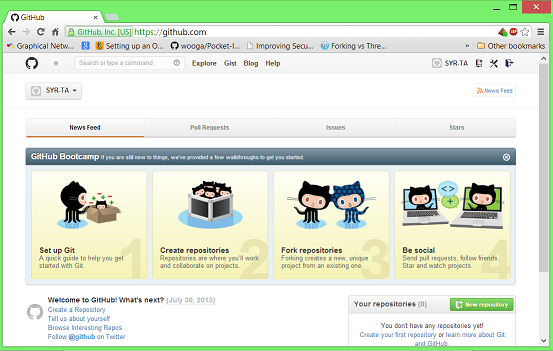 GitHub
GitHub, Inc. [US] https://github.com
Graphical Netw... Setting up an O... wooga/Pocket-I... Improving Secu... Forking vs Thre... » Other bookmarks
Search or type a command Explore Gist Blog Help SYR-TA
SYR-TA News Feed
News Feed Pull Requests Issues Stars
GitHub Bootcamp If you are still new to things, we've provided a few walkthroughs to get you started.
1 2 3 4
Set up Git
A quick guide to help you get started with Git.
Create repositories
Repositories are where you'll work and collaborate on projects.
Fork repositories
Forking creates a new, unique project from an existing one.
Be social
Send pull requests, follow friends. Star and watch projects.
Welcome to GitHub! What's next? (July 30, 2013)
Create a Repository
Tell us about yourself
Browse Interesting Repos
Follow @github on Twitter
Your repositories (0) New repository
You don't have any repositories yet!
Create your first repository or learn more about Git
and GitHub.